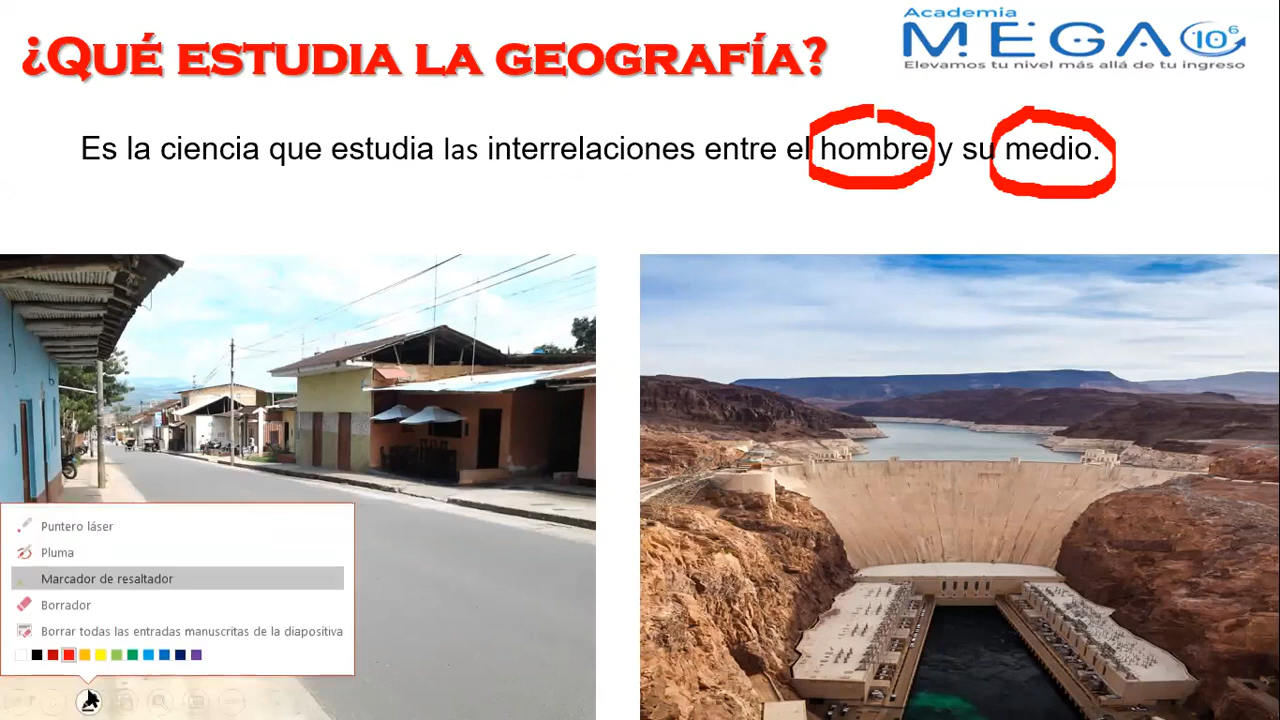 ¿QUÉ ESTUDIA LA GEOGRAFÍA?
Academia
MEGA 10⁶
Elevamos tu nivel más allá de tu ingreso
Es la ciencia que estudia las interrelaciones entre el hombre y su medio.
Puntero láser
Pluma
Marcador de resaltador
Borrador
Borrar todas las entradas manuscritas de la diapositiva